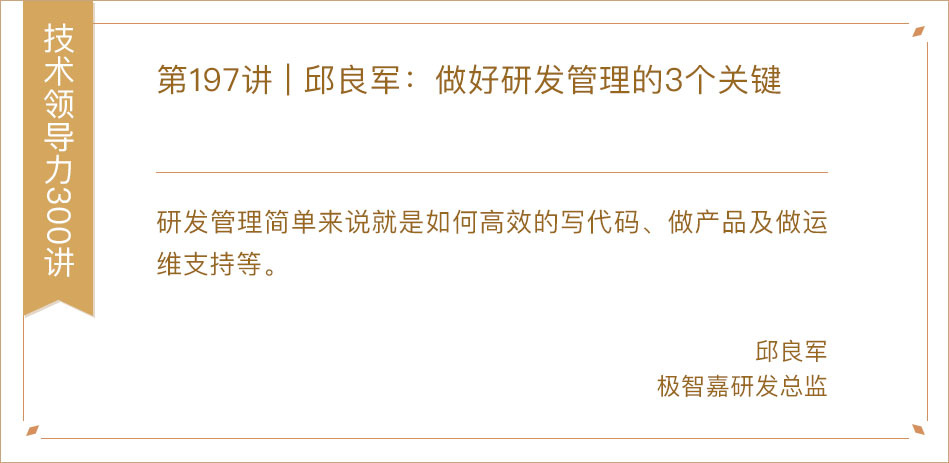 技术领导力300讲
第197讲 | 邱良军：做好研发管理的3个关键
研发管理简单来说就是如何高效的写代码、做产品及做运
维支持等。
邱良军
极智嘉研发总监